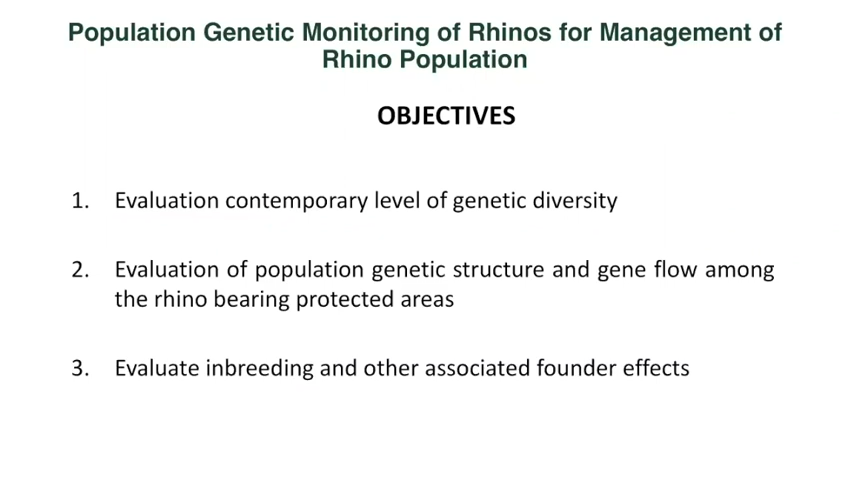 Population Genetic Monitoring of Rhinos for Management of
Rhino Population
OBJECTIVES
1. Evaluation contemporary level of genetic diversity
2. Evaluation of population genetic structure and gene flow among
the rhino bearing protected areas
3. Evaluate inbreeding and other associated founder effects